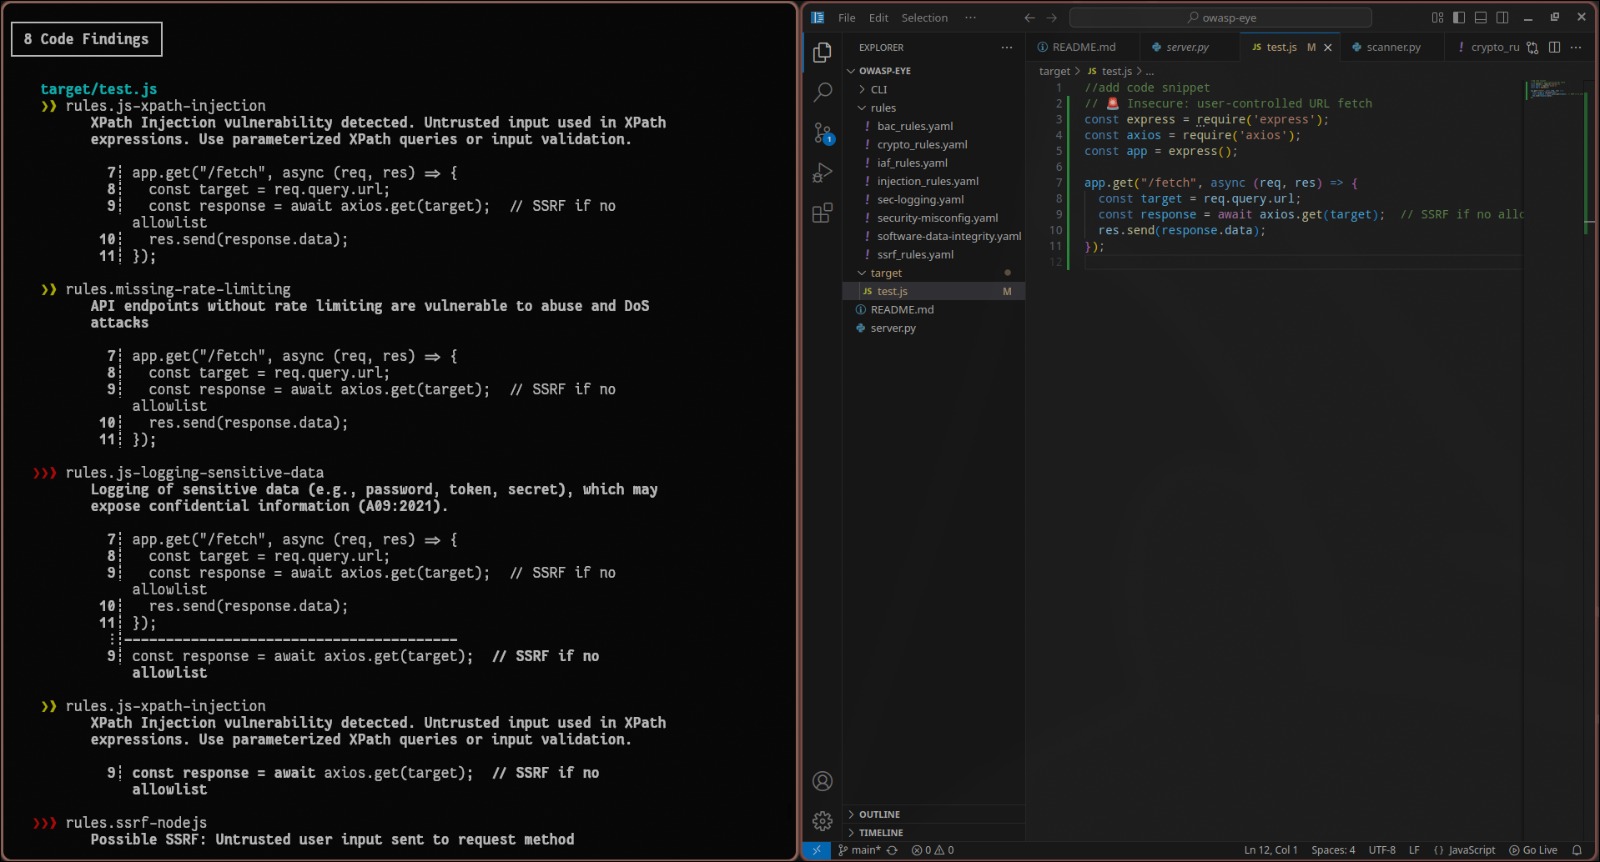 8 Code Findings
target/test.js
❯❯ rules.js-xpath-injection
XPath Injection vulnerability detected. Untrusted input used in XPath
expressions. Use parameterized XPath queries or input validation.
7┆ app.get("/fetch", async (req, res) => {
8┆ const target = req.query.url;
9┆ const response = await axios.get(target);  // SSRF if no
allowlist
10┆ res.send(response.data);
11┆ });
❯❯ rules.missing-rate-limiting
API endpoints without rate limiting are vulnerable to abuse and DoS
attacks
7┆ app.get("/fetch", async (req, res) => {
8┆ const target = req.query.url;
9┆ const response = await axios.get(target);  // SSRF if no
allowlist
10┆ res.send(response.data);
11┆ });
❯❯❯ rules.js-logging-sensitive-data
Logging of sensitive data (e.g., password, token, secret), which may
expose confidential information (A09:2021).
7┆ app.get("/fetch", async (req, res) => {
8┆ const target = req.query.url;
9┆ const response = await axios.get(target);  // SSRF if no
allowlist
10┆ res.send(response.data);
11┆ });
⋮┆----------------------------------------
9┆ const response = await axios.get(target);  // SSRF if no
allowlist
❯❯ rules.js-xpath-injection
XPath Injection vulnerability detected. Untrusted input used in XPath
expressions. Use parameterized XPath queries or input validation.
9┆ const response = await axios.get(target);  // SSRF if no
allowlist
❯❯❯ rules.ssrf-nodejs
Possible SSRF: Untrusted user input sent to request method
File Edit Selection ··· owasp-eye
EXPLORER ···
OWASP-EYE
CLI
rules
! bac_rules.yaml
! crypto_rules.yaml
! iaf_rules.yaml
! injection_rules.yaml
! sec-logging.yaml
! security-misconfig.yaml
! software-data-integrity.yaml
! ssrf_rules.yaml
target
JS test.js M
README.md
server.py
OUTLINE
TIMELINE
1
README.md server.py JS test.js M scanner.py ! crypto_ru ···
target > JS test.js > ...
1 //add code snippet
2 // 🚨 Insecure: user-controlled URL fetch
3 const express = require('express');
4 const axios = require('axios');
5 const app = express();
6
7 app.get("/fetch", async (req, res) => {
8 const target = req.query.url;
9 const response = await axios.get(target);  // SSRF if no allo
10 res.send(response.data);
11 });
12
main* 0 0 Ln 12, Col 1 Spaces: 4 UTF-8 LF {} JavaScript Go Live